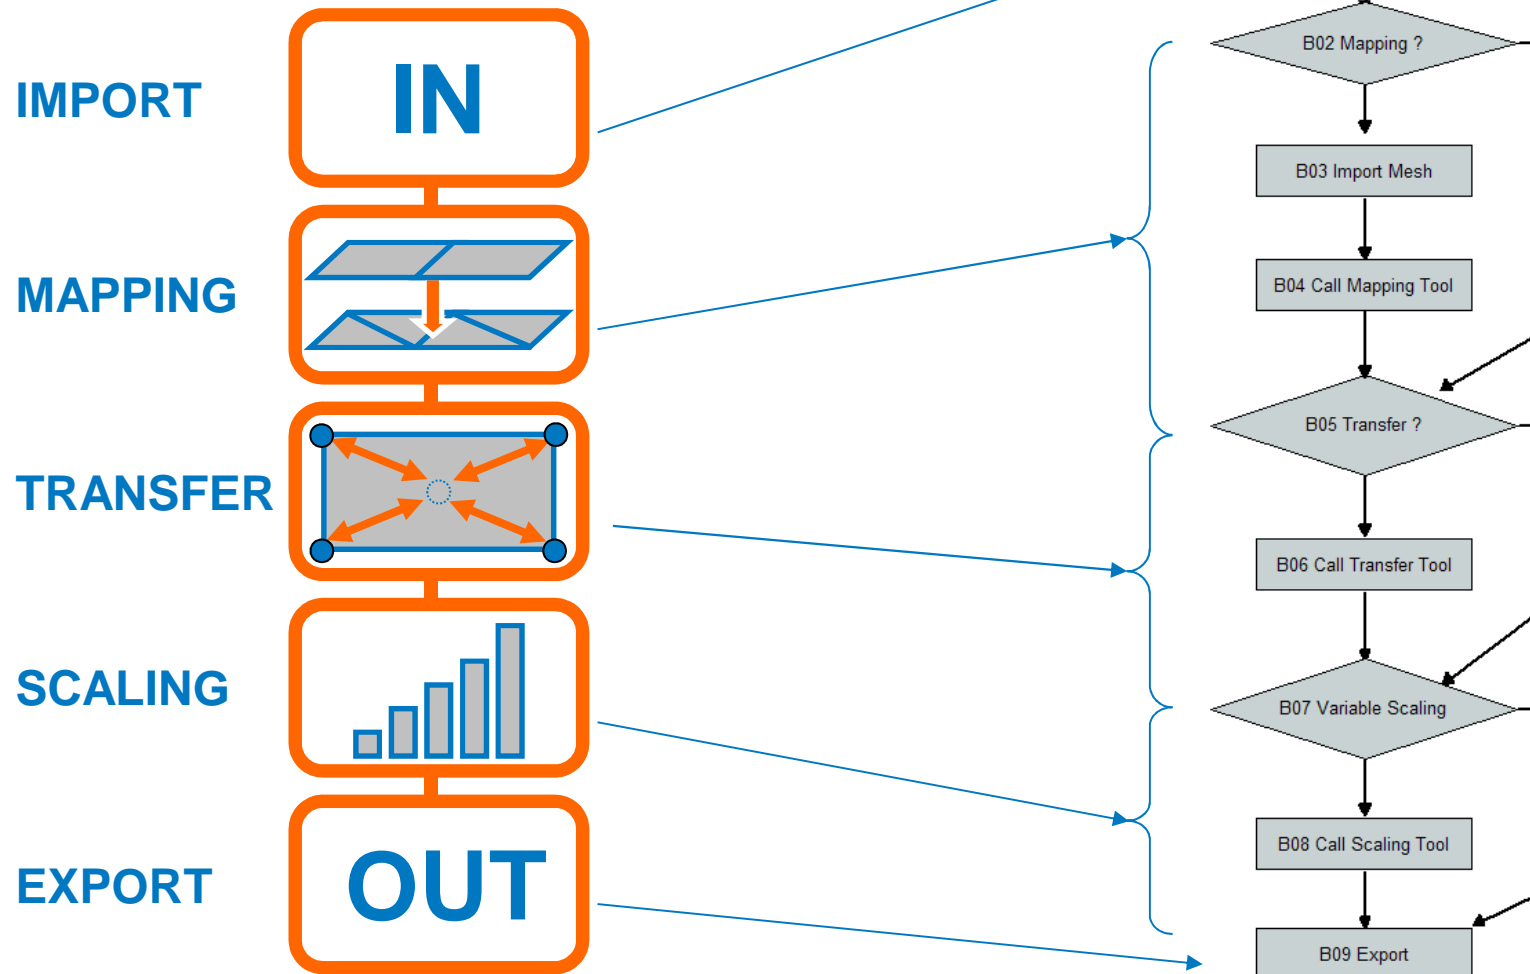 IMPORT
IN
MAPPING
TRANSFER
SCALING
EXPORT
OUT
B02 Mapping ?
B03 Import Mesh
B04 Call Mapping Tool
B05 Transfer ?
B06 Call Transfer Tool
B07 Variable Scaling
B08 Call Scaling Tool
B09 Export